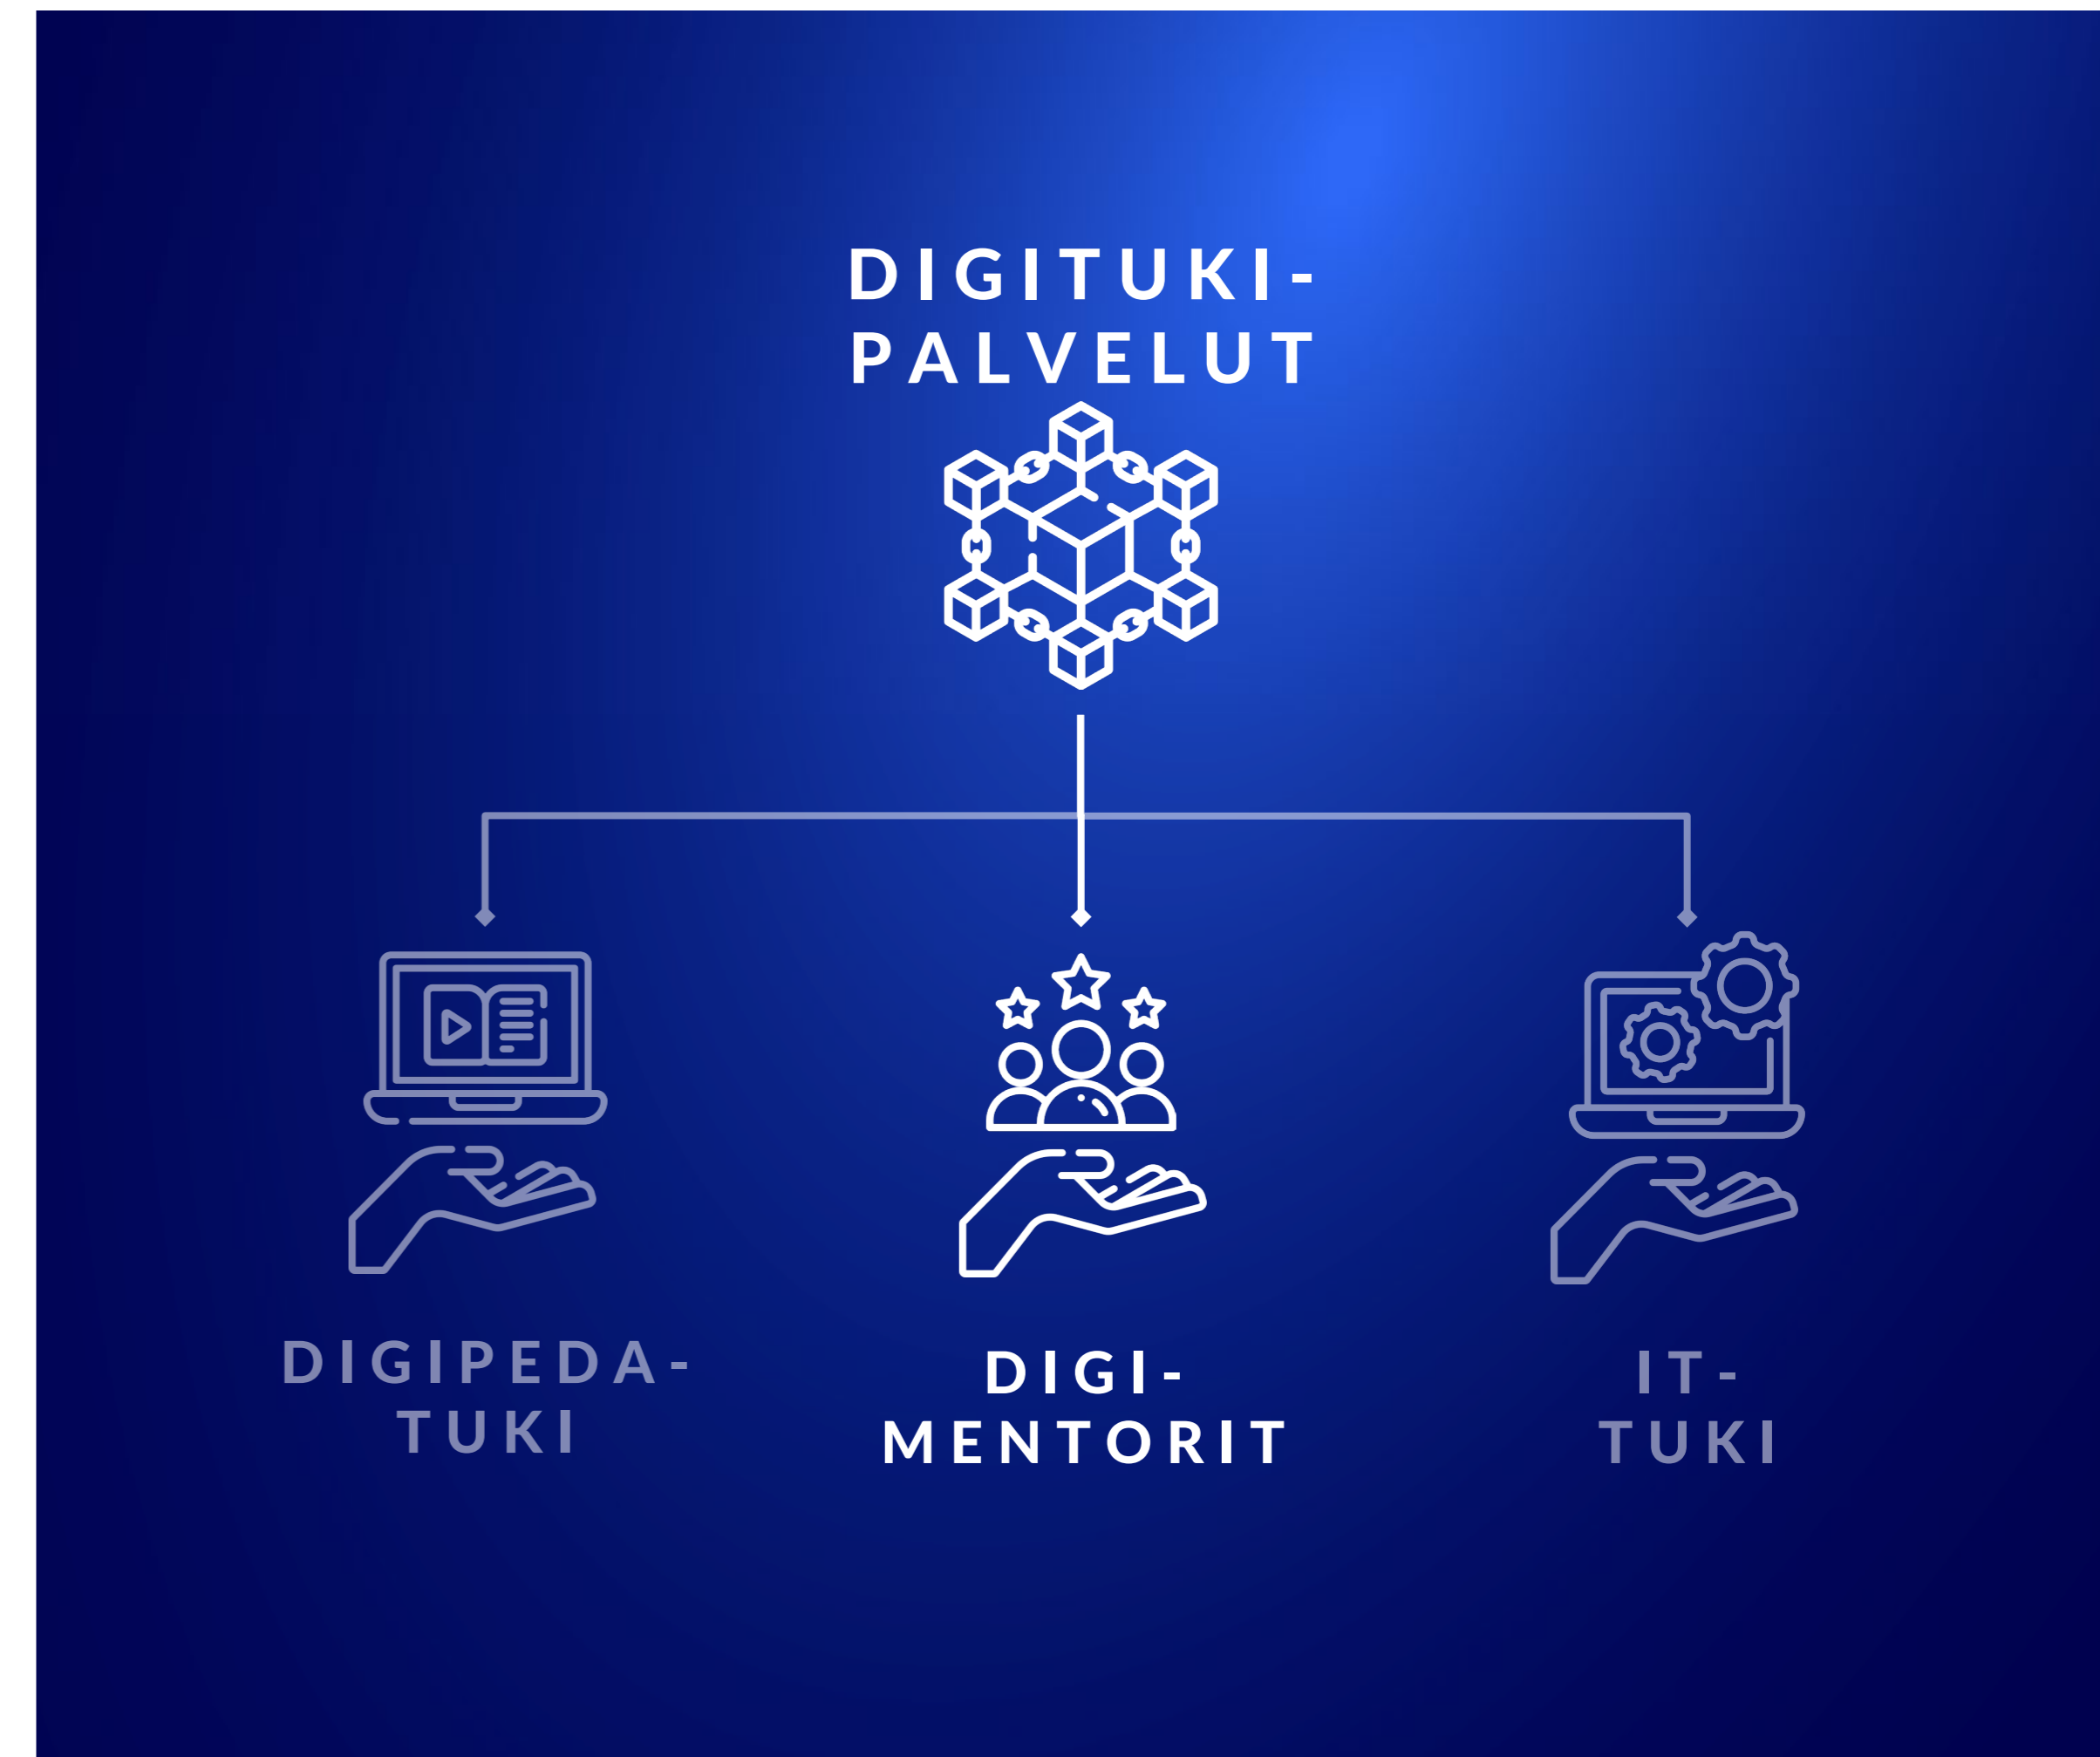 DIGITUKI-
PALVELUT
DIGIPEDA-
TUKI
DIGI-
MENTORIT
IT-
TUKI